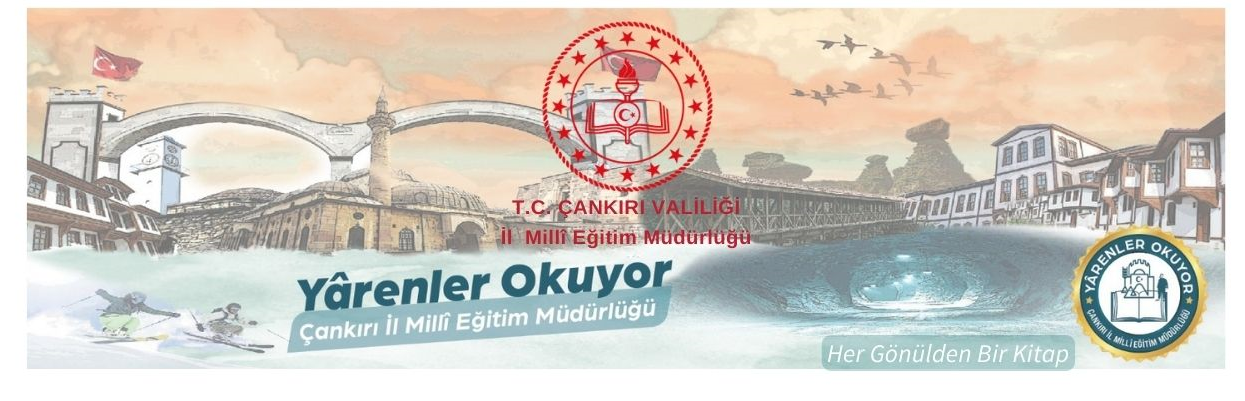 T.C. ÇANKIRI VALİLİĞİ
İl Millî Eğitim Müdürlüğü
Yârenler Okuyor
Çankırı İl Millî Eğitim Müdürlüğü
Her Gönülden Bir Kitap
YÂRENLER OKUYOR
ÇANKIRI İL MİLLÎ EĞİTİM MÜDÜRLÜĞÜ